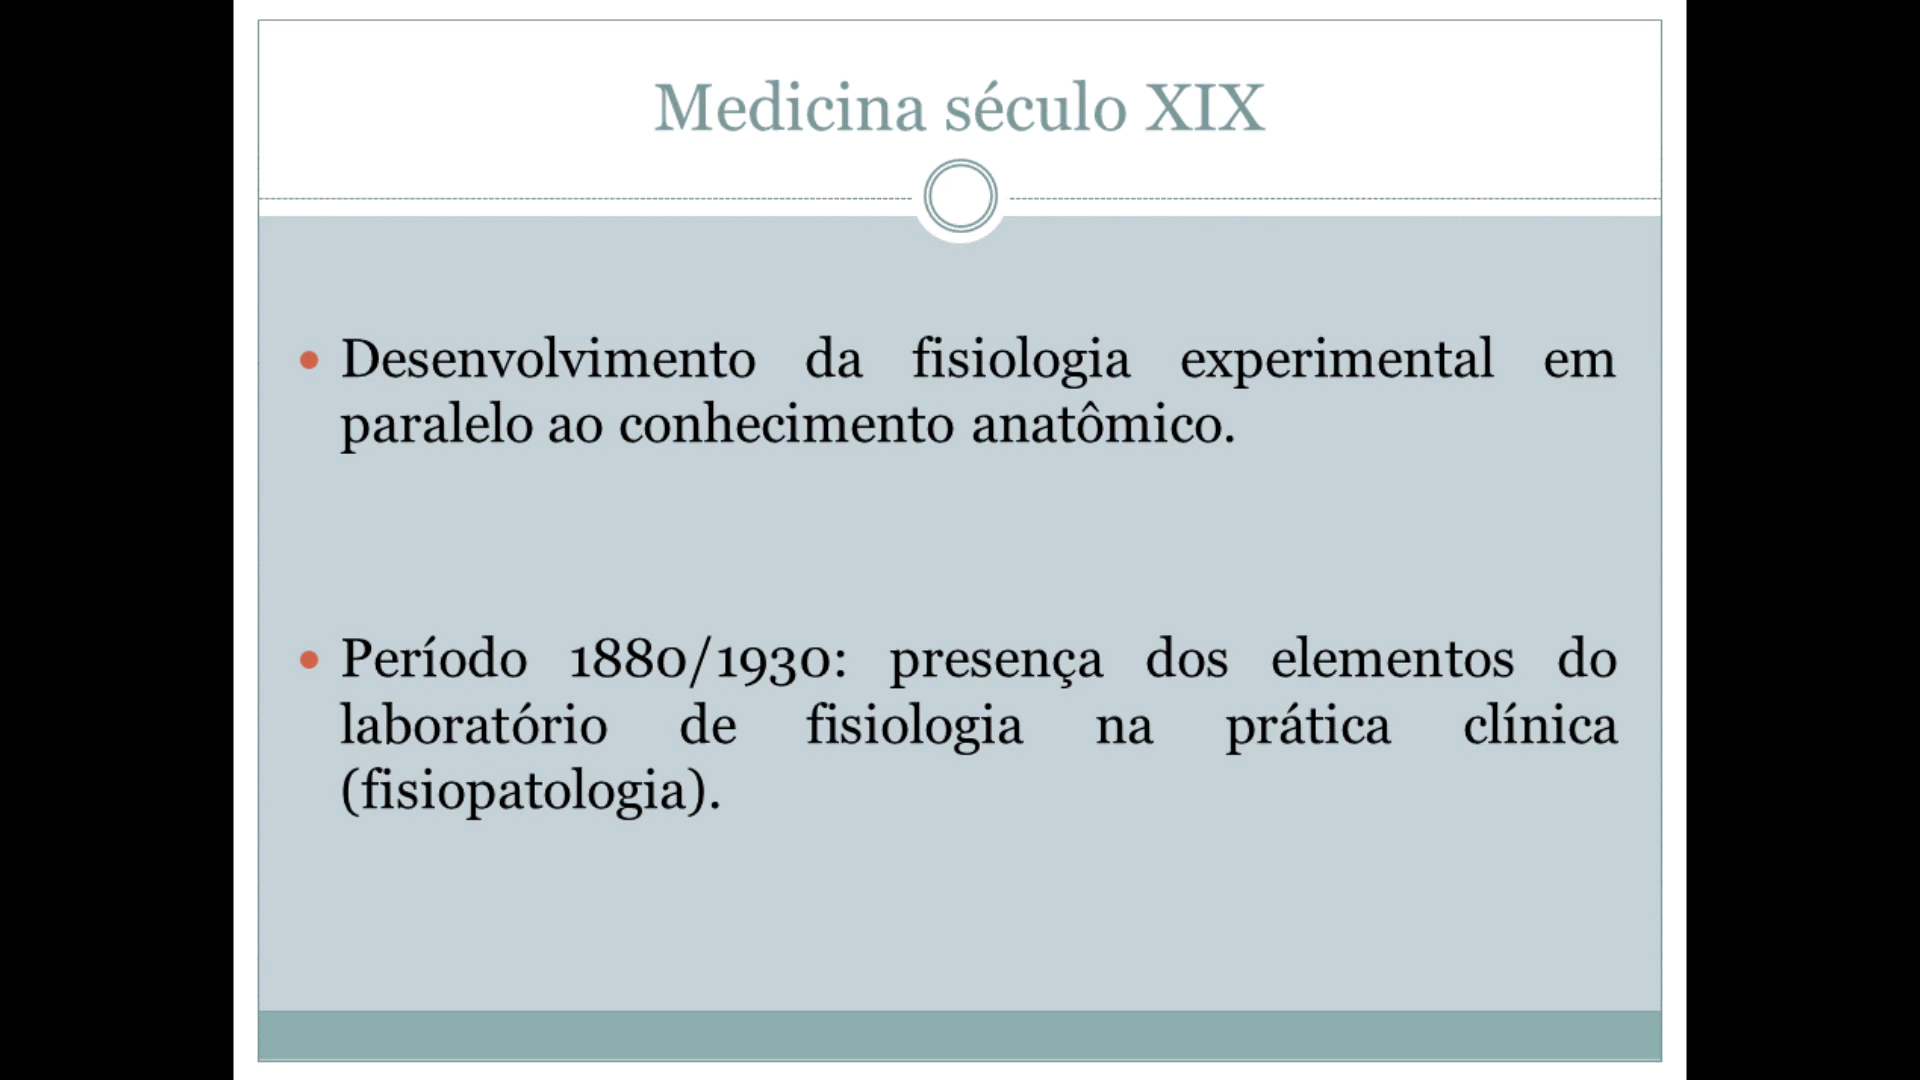 Medicina século XIX
• Desenvolvimento da fisiologia experimental em
paralelo ao conhecimento anatômico.
• Período 1880/1930: presença dos elementos do
laboratório de fisiologia na prática clínica
(fisiopatologia).